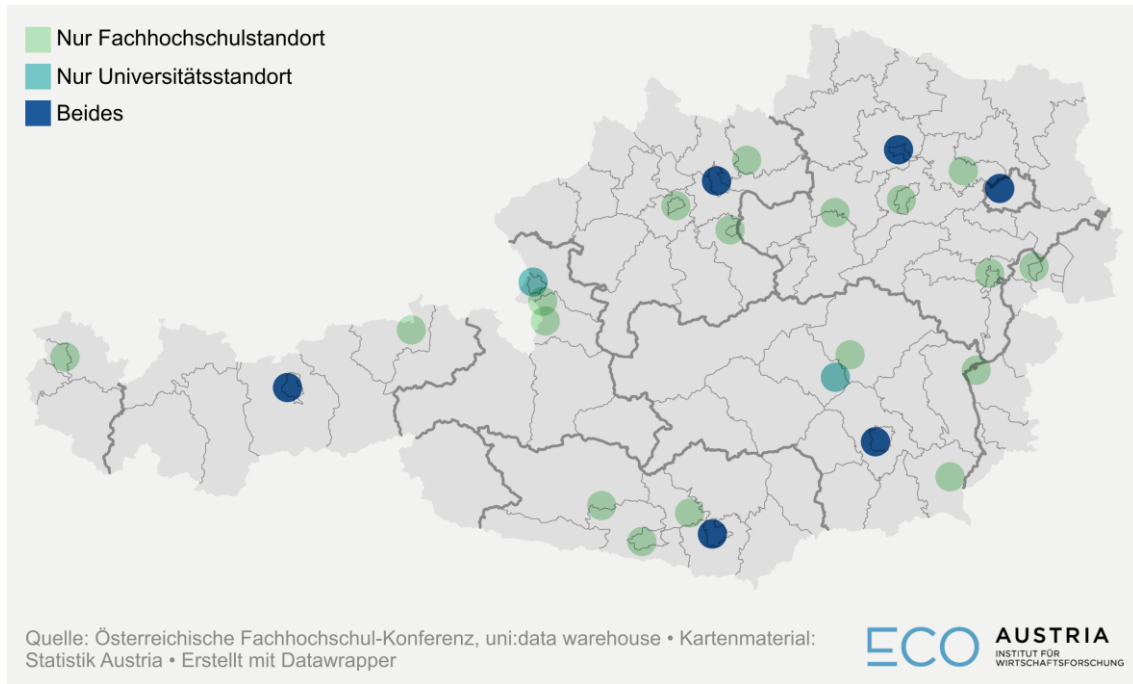 Nur Fachhochschulstandort
Nur Universitätsstandort
Beides
Quelle: Österreichische Fachhochschul-Konferenz, uni:data warehouse • Kartenmaterial:
Statistik Austria • Erstellt mit Datawrapper
ECO
AUSTRIA
INSTITUT FÜR
WIRTSCHAFTSFORSCHUNG